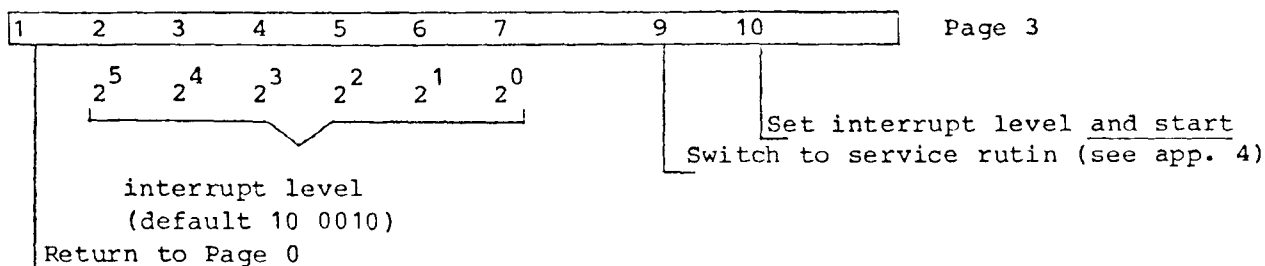 1 2 3 4 5 6 7 9 10 Page 3
2^5 2^4 2^3 2^2 2^1 2^0
Set interrupt level and start
Switch to service rutin (see app. 4)
interrupt level
(default 10 0010)
Return to Page 0